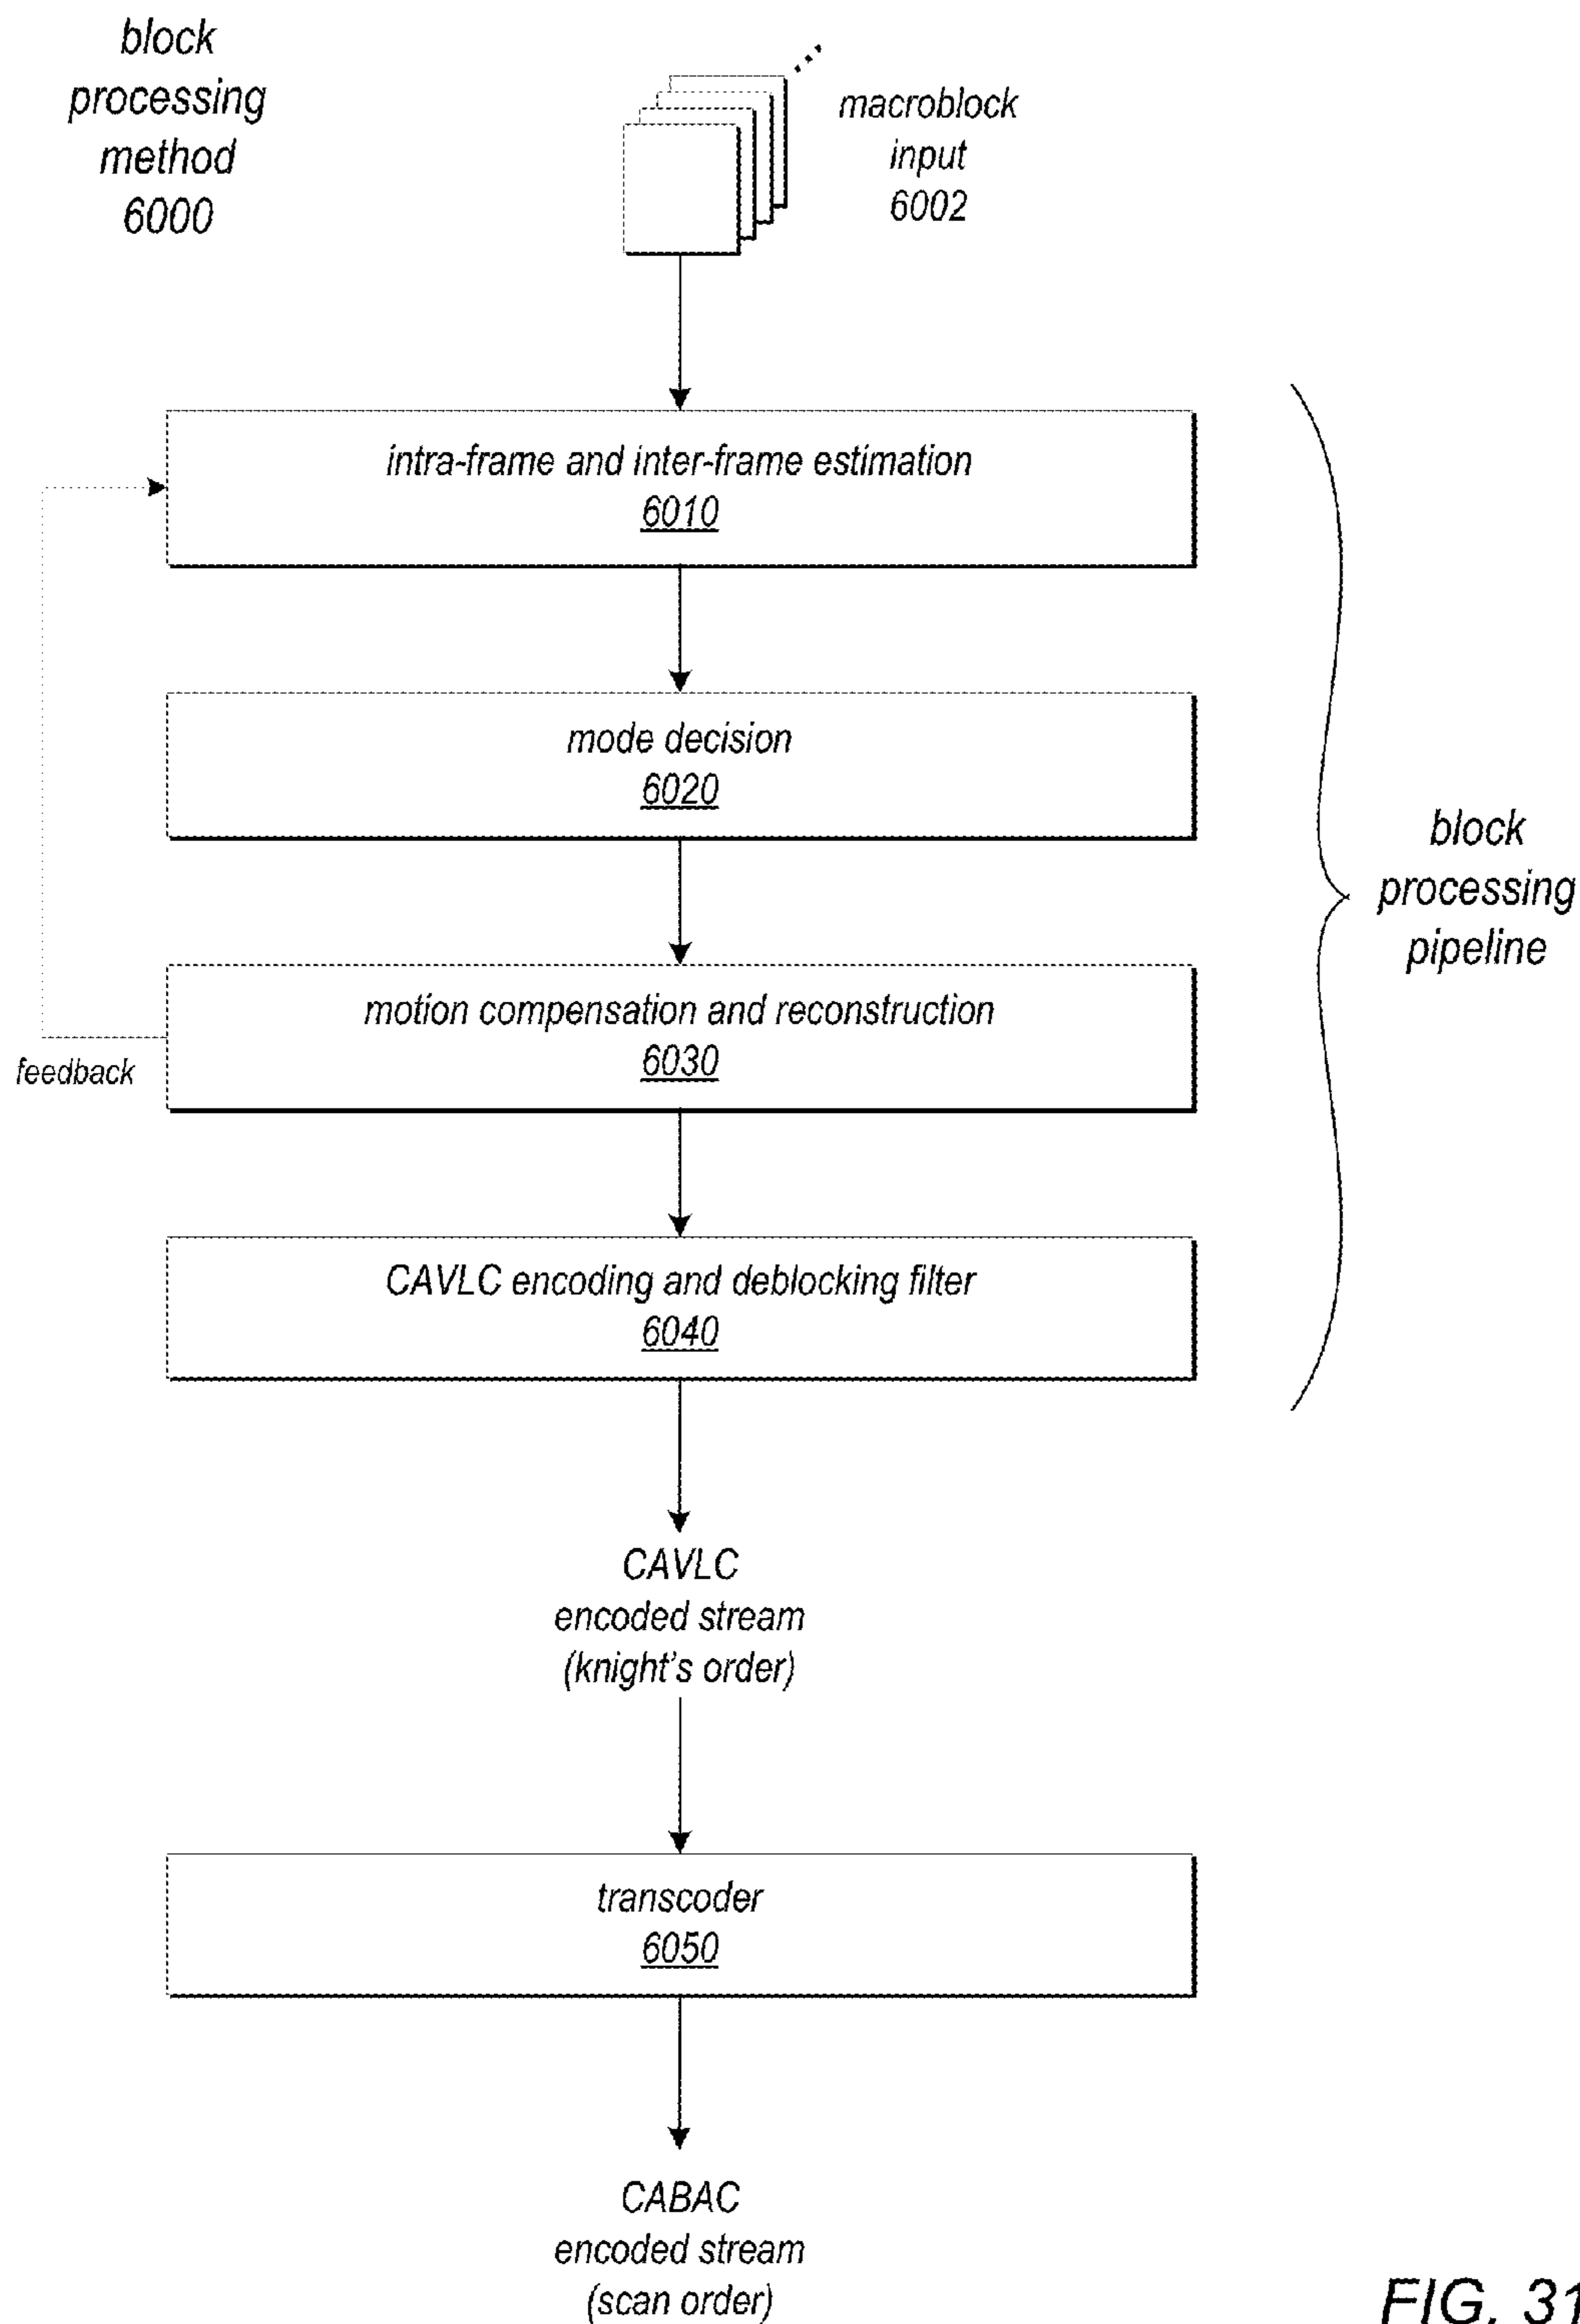 block
processing
method
6000
macroblock
input
6002
intra-frame and inter-frame estimation
6010
mode decision
6020
motion compensation and reconstruction
6030
feedback
CAVLC encoding and deblocking filter
6040
block
processing
pipeline
CAVLC
encoded stream
(knight's order)
transcoder
6050
CABAC
encoded stream
(scan order)
FIG. 31